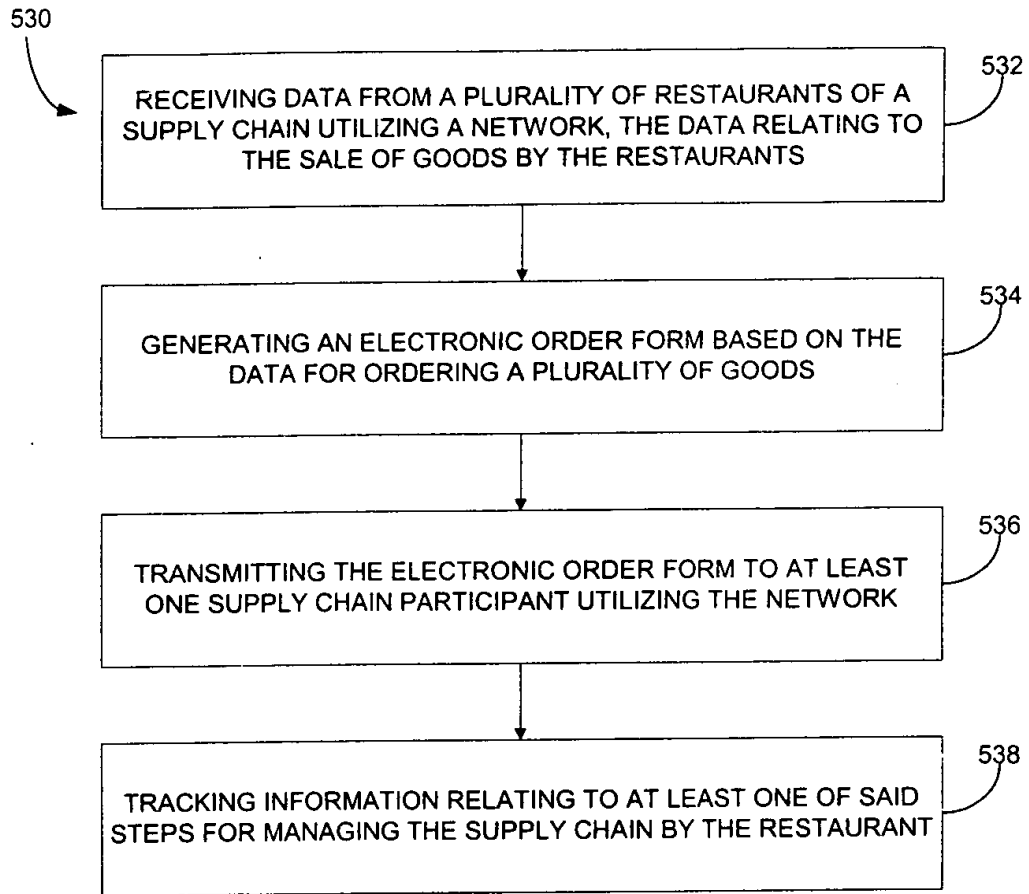 530
532
RECEIVING DATA FROM A PLURALITY OF RESTAURANTS OF A
SUPPLY CHAIN UTILIZING A NETWORK, THE DATA RELATING TO
THE SALE OF GOODS BY THE RESTAURANTS
534
GENERATING AN ELECTRONIC ORDER FORM BASED ON THE
DATA FOR ORDERING A PLURALITY OF GOODS
536
TRANSMITTING THE ELECTRONIC ORDER FORM TO AT LEAST
ONE SUPPLY CHAIN PARTICIPANT UTILIZING THE NETWORK
538
TRACKING INFORMATION RELATING TO AT LEAST ONE OF SAID
STEPS FOR MANAGING THE SUPPLY CHAIN BY THE RESTAURANT